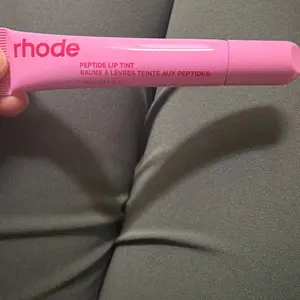 rhode
PEPTIDE LIP TINT
BAUME À LÈVRES TEINTÉ AUX PEPTIDES